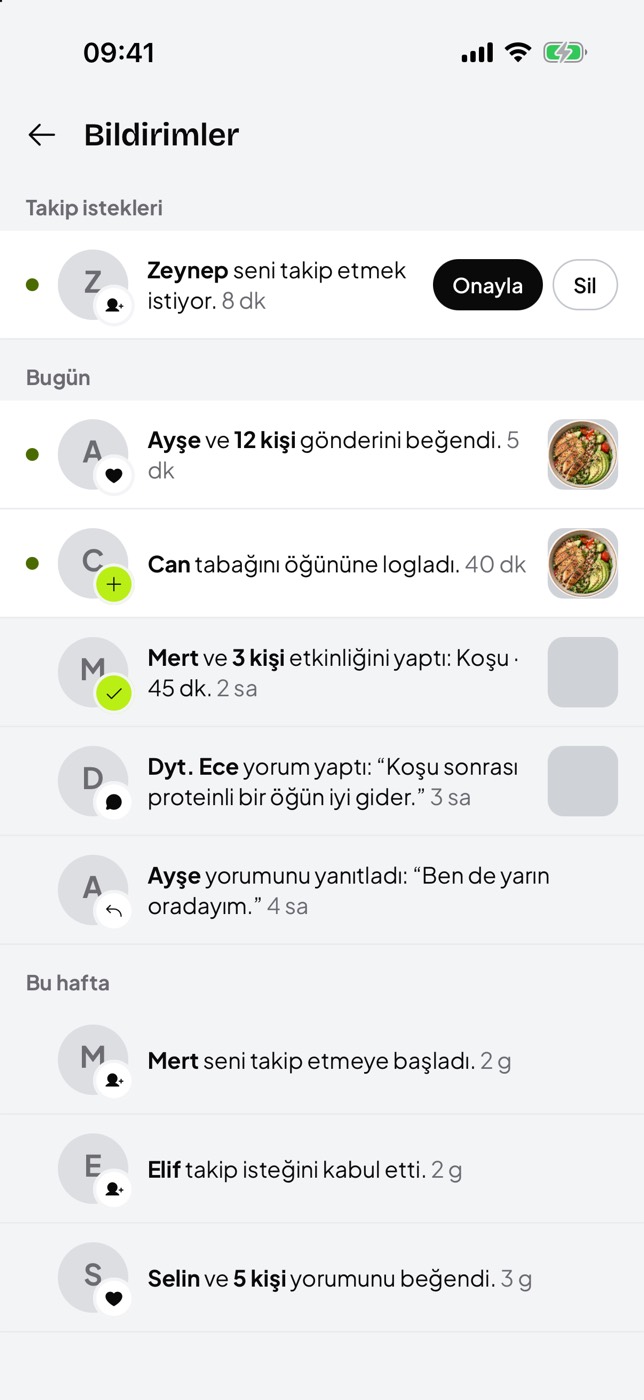 09:41
Bildirimler
Takip istekleri
Z
Zeynep seni takip etmek
istiyor. 8 dk
Onayla
Sil
Bugün
A
Ayşe ve 12 kişi gönderini beğendi. 5
dk
C
Can tabağını öğününe logladı. 40 dk
M
Mert ve 3 kişi etkinliğini yaptı: Koşu ·
45 dk. 2 sa
D
Dyt. Ece yorum yaptı: “Koşu sonrası
proteinli bir öğün iyi gider.” 3 sa
A
Ayşe yorumunu yanıtladı: “Ben de yarın
oradayım.” 4 sa
Bu hafta
M
Mert seni takip etmeye başladı. 2 g
E
Elif takip isteğini kabul etti. 2 g
S
Selin ve 5 kişi yorumunu beğendi. 3 g